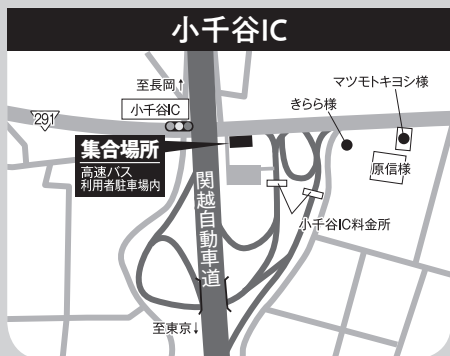 小千谷IC
至長岡↑
マツモトキヨシ様
小千谷IC
きらら様
291
集合場所
高速バス
利用者駐車場内
原信様
関越自動車道
小千谷IC料金所
至東京↓